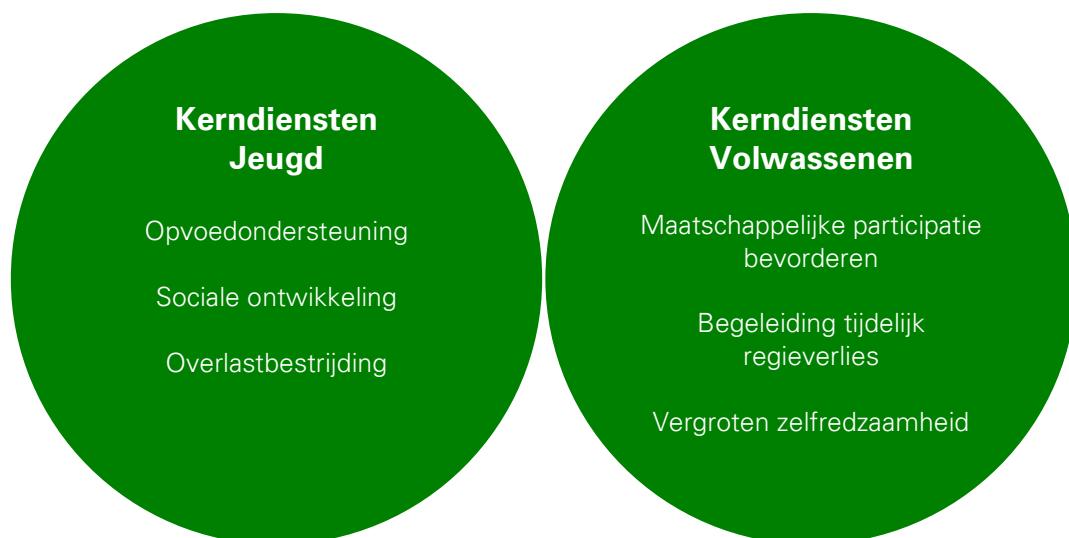 Kerndiensten
Jeugd
Opvoedondersteuning
Sociale ontwikkeling
Overlastbestrijding
Kerndiensten
Volwassenen
Maatschappelijke participatie
bevorderen
Begeleiding tijdelijk
regieverlies
Vergroten zelfredzaamheid